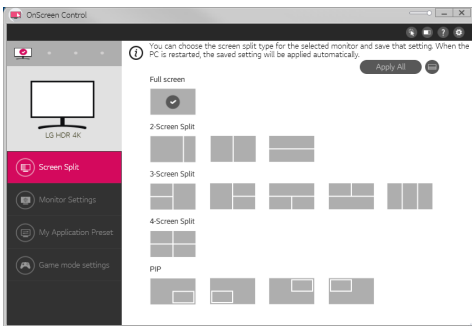 OnScreen Control
You can choose the screen split type for the selected monitor and save that setting. When the
PC is restarted, the saved setting will be applied automatically.
Apply All
Full screen
LG HDR 4K
2-Screen Split
Screen Split
3-Screen Split
Monitor Settings
My Application Preset
4-Screen Split
Game mode settings
PIP